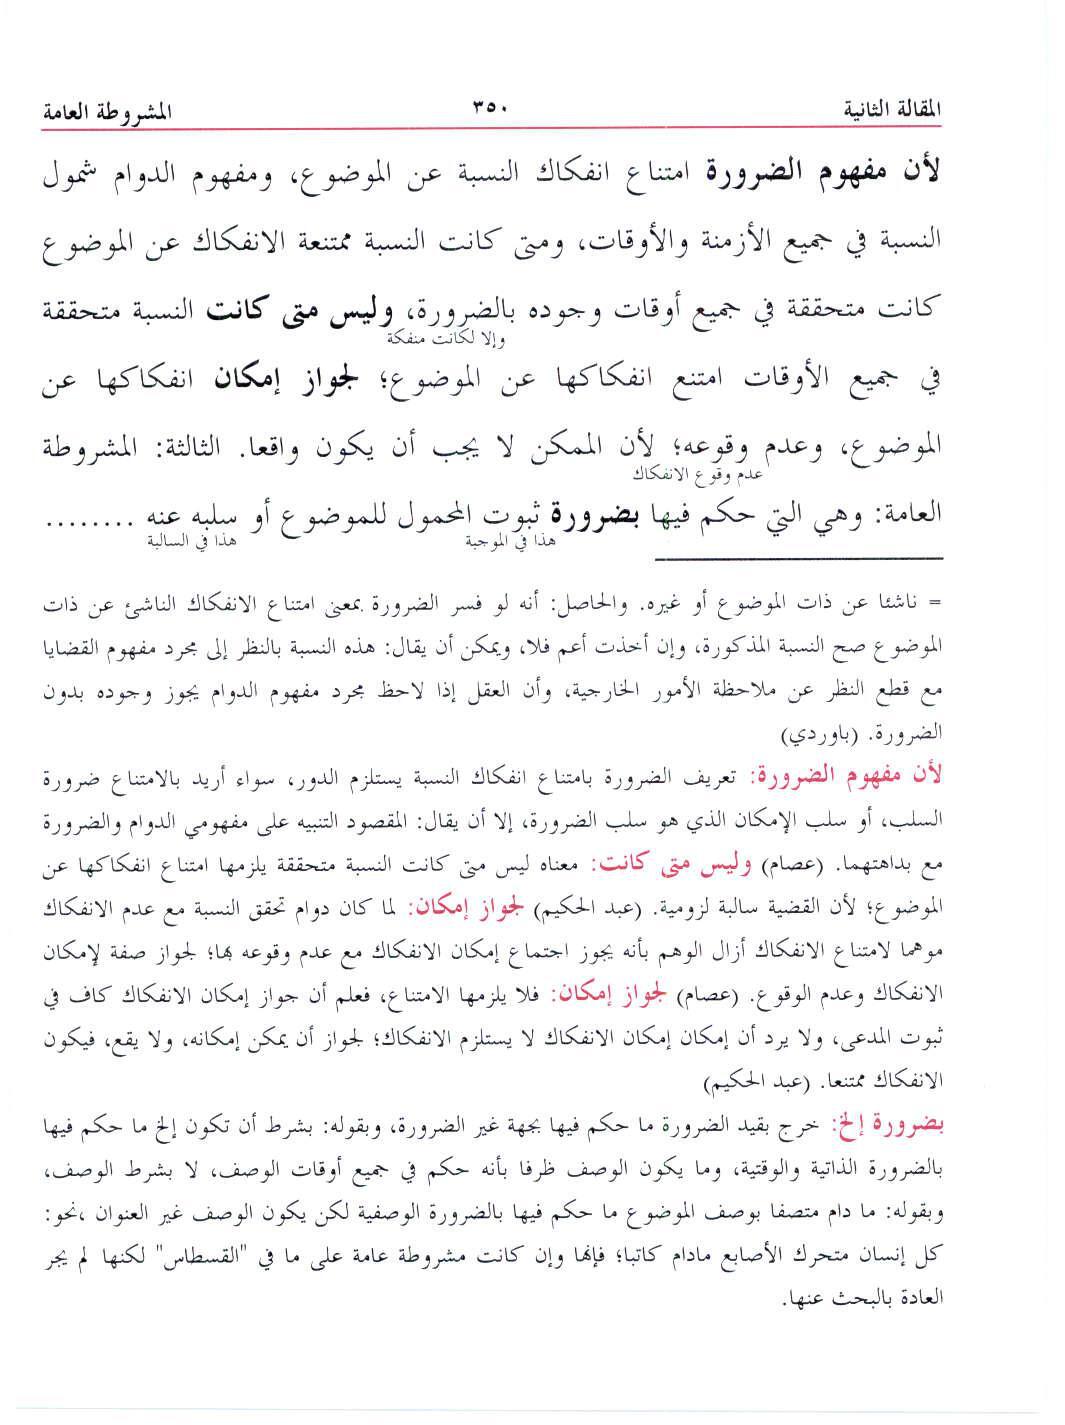 المقالة الثانية ٣٥٠ المشروطة العامة
لأن مفهوم الضرورة امتناع انفكاك النسبة عن الموضوع، ومفهوم الدوام شمول
النسبة في جميع الأزمنة والأوقات، ومتى كانت النسبة ممتنعة الانفكاك عن الموضوع
كانت متحققة في جميع أوقات وجوده بالضرورة، وليس متى كانت النسبة متحققة
وإلا لكانت منفكة
في جميع الأوقات امتنع انفكاكها عن الموضوع؛ لجواز إمكان انفكاكها عن
الموضوع، وعدم وقوعه؛ لأن الممكن لا يجب أن يكون واقعا. الثالثة: المشروطة
عدم وقوع الانفكاك
العامة: وهي التي حكم فيها بضرورة ثبوت المحمول للموضوع أو سلبه عنه ........
هذا في الموجبة هذا في السالبة
= ناشئا عن ذات الموضوع أو غيره. والحاصل: أنه لو فسر الضرورة بمعنى امتناع الانفكاك الناشئ عن ذات
الموضوع صح النسبة المذكورة، وإن أخذت أعم فلا، ويمكن أن يقال: هذه النسبة بالنظر إلى مجرد مفهوم القضايا
مع قطع النظر عن ملاحظة الأمور الخارجية، وأن العقل إذا لاحظ مجرد مفهوم الدوام يجوز وجوده بدون
الضرورة. (باوردي)
لأن مفهوم الضرورة: تعريف الضرورة بامتناع انفكاك النسبة يستلزم الدور، سواء أريد بالامتناع ضرورة
السلب، أو سلب الإمكان الذي هو سلب الضرورة، إلا أن يقال: المقصود التنبيه على مفهومي الدوام والضرورة
مع بداهتهما. (عصام) وليس متى كانت: معناه ليس متى كانت النسبة متحققة يلزمها امتناع انفكاكها عن
الموضوع؛ لأن القضية سالبة لزومية. (عبد الحكيم) لجواز إمكان: لما كان دوام تحقق النسبة مع عدم الانفكاك
موهما لامتناع الانفكاك أزال الوهم بأنه يجوز اجتماع إمكان الانفكاك مع عدم وقوعه بها؛ لجواز صفة لإمكان
الانفكاك وعدم الوقوع. (عصام) لجواز إمكان: فلا يلزمها الامتناع، فعلم أن جواز إمكان الانفكاك كاف في
ثبوت المدعى، ولا يرد أن إمكان إمكان الانفكاك لا يستلزم الانفكاك؛ لجواز أن يمكن إمكانه، ولا يقع، فيكون
الانفكاك ممتنعا. (عبد الحكيم)
بضرورة إلخ: خرج بقيد الضرورة ما حكم فيها بجهة غير الضرورة، وبقوله: بشرط أن تكون إلخ ما حكم فيها
بالضرورة الذاتية والوقتية، وما يكون الوصف ظرفا بأنه حكم في جميع أوقات الوصف، لا بشرط الوصف،
وبقوله: ما دام متصفا بوصف الموضوع ما حكم فيها بالضرورة الوصفية لكن يكون الوصف غير العنوان ،نحو:
كل إنسان متحرك الأصابع مادام كاتبا؛ فإنها وإن كانت مشروطة عامة على ما في "القسطاس" لكنها لم يجر
العادة بالبحث عنها.